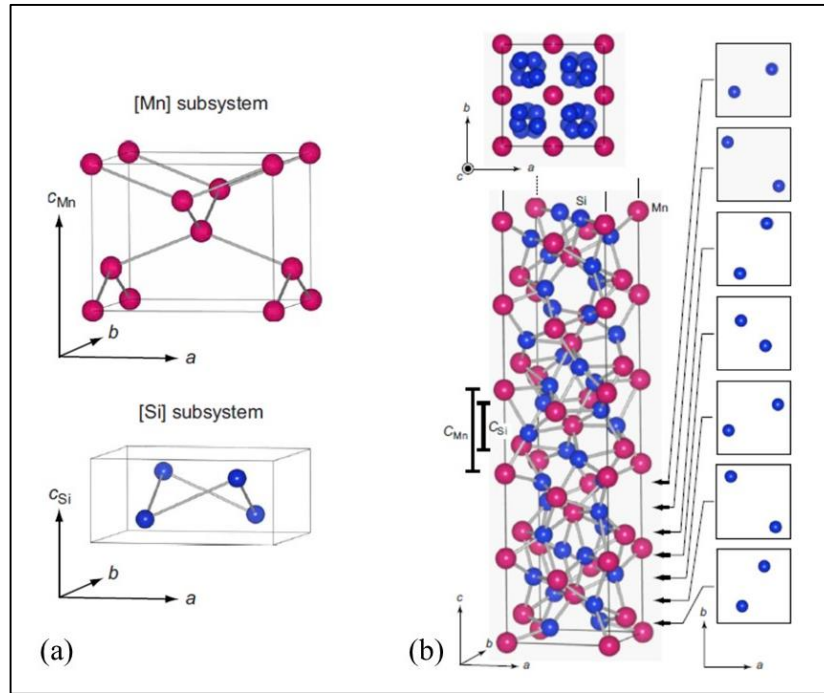 [Mn] subsystem
c_Mn
b
a
[Si] subsystem
c_Si
b
a
(a)
b
c
a
Si
Mn
C_Mn
C_Si
c
b
a
b
a
(b)